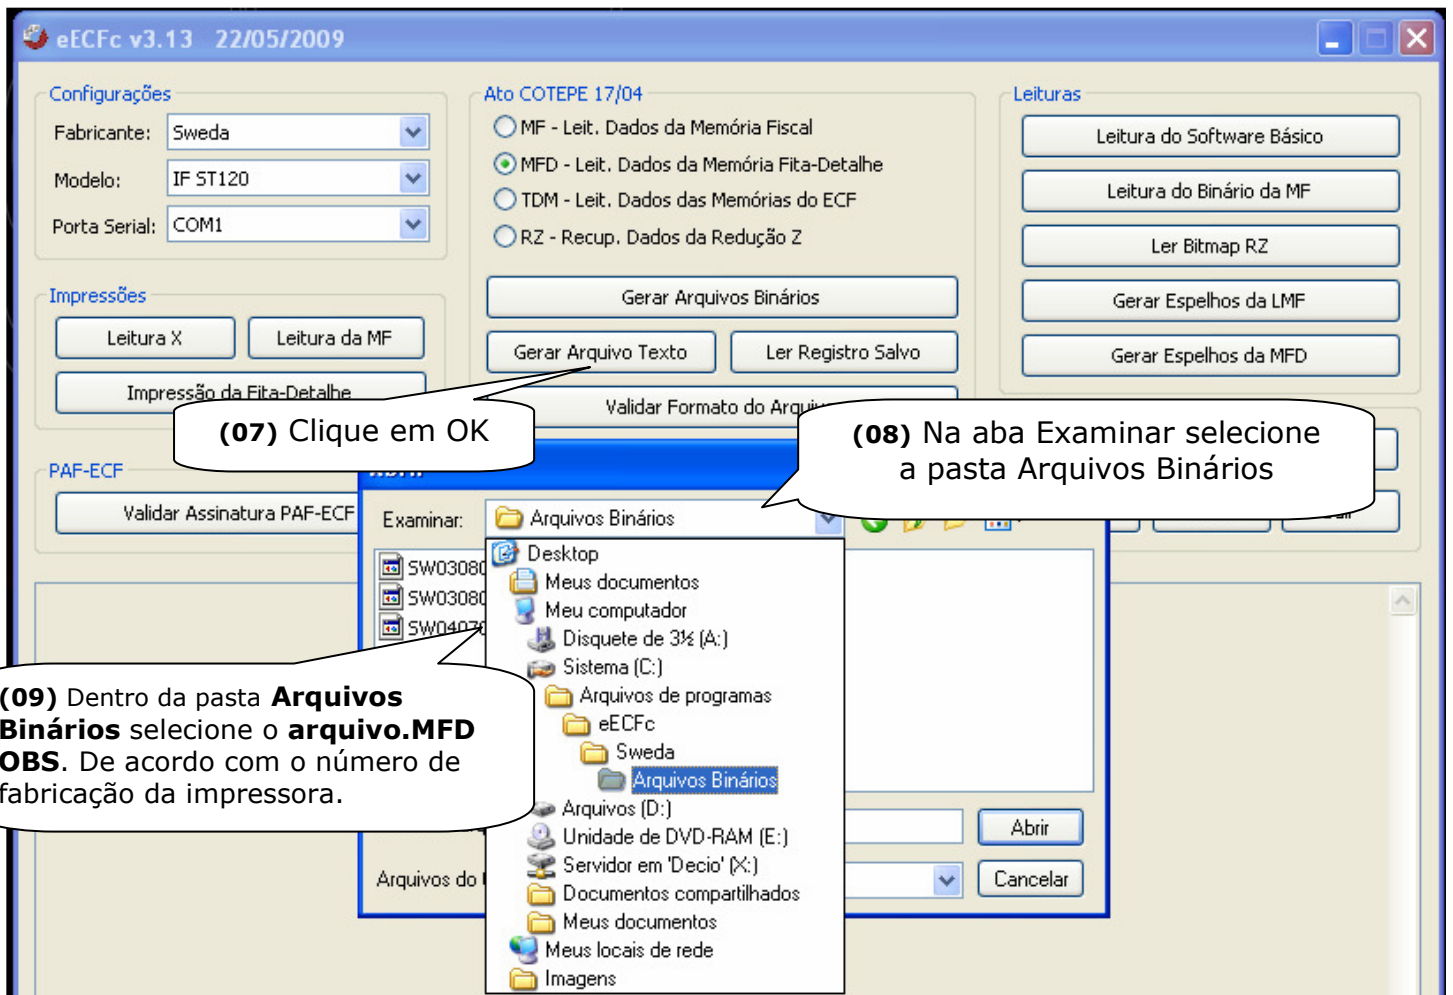 eECFc v3.13 22/05/2009
Configurações
Fabricante: Sweda
Modelo: IF ST120
Porta Serial: COM1
Ato COTEPE 17/04
MF - Leit. Dados da Memória Fiscal
MFD - Leit. Dados da Memória Fita-Detalhe
TDM - Leit. Dados das Memórias do ECF
RZ - Recup. Dados da Redução Z
Leituras
Leitura do Software Básico
Leitura do Binário da MF
Ler Bitmap RZ
Gerar Espelhos da LMF
Gerar Espelhos da MFD
Impressões
Leitura X
Leitura da MF
Impressão da Fita-Detalhe
Gerar Arquivos Binários
Gerar Arquivo Texto
Ler Registro Salvo
Validar Formato do
(07) Clique em OK
(08) Na aba Examinar selecione
a pasta Arquivos Binários
PAF-ECF
Validar Assinatura PAF-ECF
Examinar: Arquivos Binários
SW0308
SW0308
SW0407
Desktop
Meus documentos
Meu computador
Disquete de 3½ (A:)
Sistema (C:)
Arquivos de programas
eECFc
Sweda
Arquivos Binários
Arquivos (D:)
Unidade de DVD-RAM (E:)
Servidor em 'Decio' (X:)
Documentos compartilhados
Meus documentos
Meus locais de rede
Imagens
(09) Dentro da pasta Arquivos
Binários selecione o arquivo.MFD
OBS. De acordo com o número de
fabricação da impressora.
Abrir
Arquivos do
Cancelar